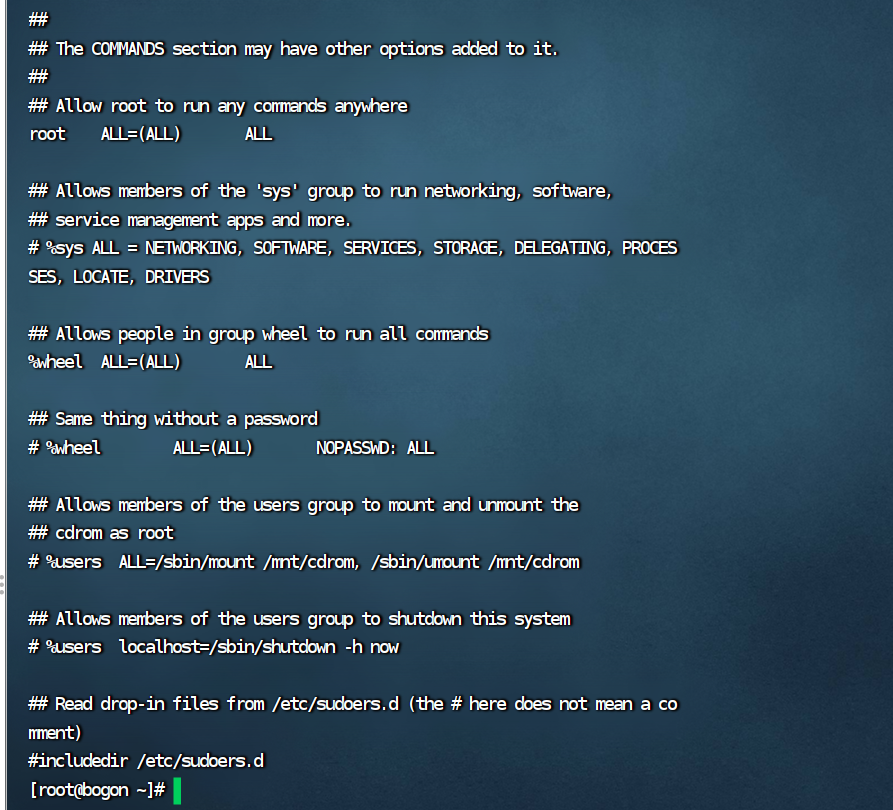 ##
## The COMMANDS section may have other options added to it.
##
## Allow root to run any commands anywhere
root    ALL=(ALL)       ALL

## Allows members of the 'sys' group to run networking, software,
## service management apps and more.
# %sys ALL = NETWORKING, SOFTWARE, SERVICES, STORAGE, DELEGATING, PROCES
SES, LOCATE, DRIVERS

## Allows people in group wheel to run all commands
%wheel  ALL=(ALL)       ALL

## Same thing without a password
# %wheel        ALL=(ALL)       NOPASSWD: ALL

## Allows members of the users group to mount and unmount the
## cdrom as root
# %users  ALL=/sbin/mount /mnt/cdrom, /sbin/umount /mnt/cdrom

## Allows members of the users group to shutdown this system
# %users  localhost=/sbin/shutdown -h now

## Read drop-in files from /etc/sudoers.d (the # here does not mean a co
mment)
#includedir /etc/sudoers.d
[root@bogon ~]#